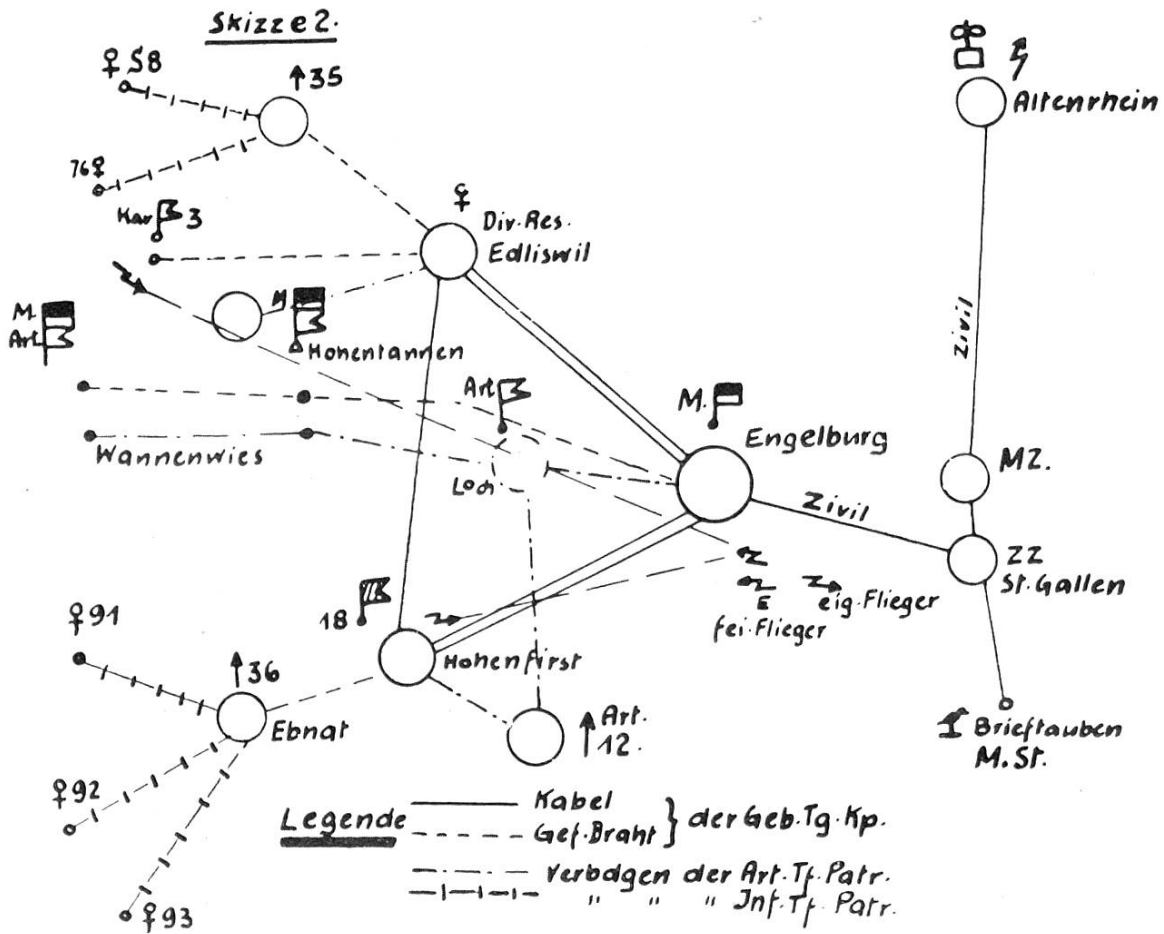 Skizze 2.
♀58
↑35
Altenrhein
76♀
Kav 3
♀
Div. Res.
Edliswil
M
Hohentannen
M.
Art.
Zivil
Art
M.
Engelburg
Wannenwies
Loch
MZ.
Zivil
ZZ
St. Gallen
E
eig. Flieger
fei. Flieger
18
Hohenfirst
♀91
↑36
Ebnat
↑ Art.
12.
Brieftauben
M. St.
♀92
♀93
Legende
Kabel
Gef. Draht } der Geb. Tg. Kp.
Verbdgen der Art. Tf. Patr.
" " " Inf. Tf. Patr.